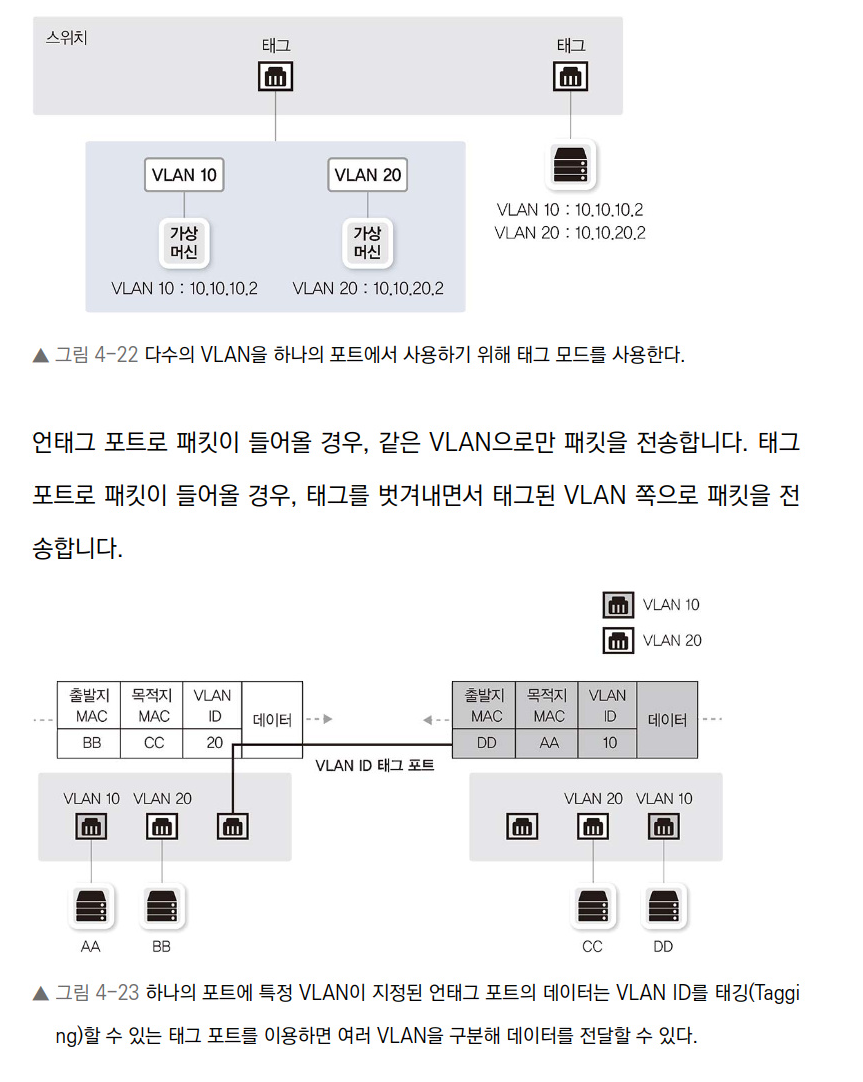 스위치
태그
태그
VLAN 10
VLAN 20
가상
머신
가상
머신
VLAN 10 : 10.10.10.2
VLAN 20 : 10.10.20.2
VLAN 10 : 10.10.10.2
VLAN 20 : 10.10.20.2
▲ 그림 4-22 다수의 VLAN을 하나의 포트에서 사용하기 위해 태그 모드를 사용한다.
언태그 포트로 패킷이 들어올 경우, 같은 VLAN으로만 패킷을 전송합니다. 태그
포트로 패킷이 들어올 경우, 태그를 벗겨내면서 태그된 VLAN 쪽으로 패킷을 전
송합니다.
VLAN 10
VLAN 20
출발지
MAC
목적지
MAC
VLAN
ID
데이터
BB
CC
20
출발지
MAC
목적지
MAC
VLAN
ID
데이터
DD
AA
10
VLAN ID 태그 포트
VLAN 10
VLAN 20
VLAN 20
VLAN 10
AA
BB
CC
DD
▲ 그림 4-23 하나의 포트에 특정 VLAN이 지정된 언태그 포트의 데이터는 VLAN ID를 태깅(Taggi
ng)할 수 있는 태그 포트를 이용하면 여러 VLAN을 구분해 데이터를 전달할 수 있다.